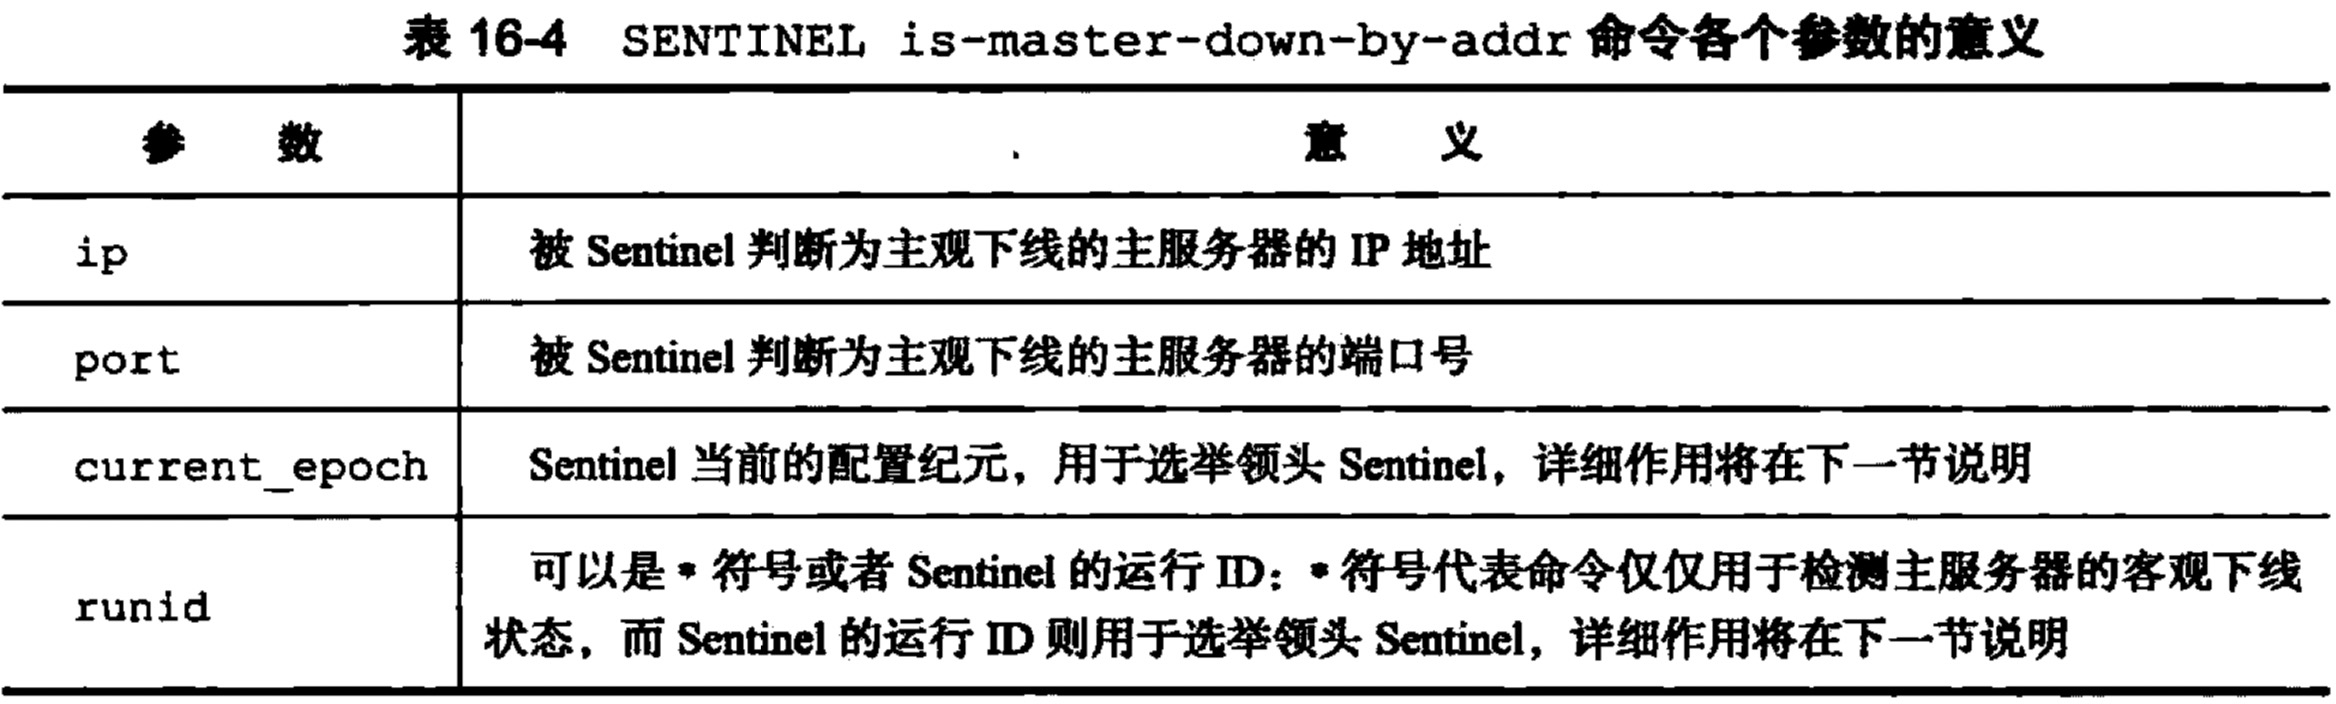 表 16-4 SENTINEL is-master-down-by-addr 命令各个参数的意义
参 数 意 义
ip 被 Sentinel 判断为主观下线的主服务器的 IP 地址
port 被 Sentinel 判断为主观下线的主服务器的端口号
current_epoch Sentinel 当前的配置纪元，用于选举领头 Sentinel，详细作用将在下一节说明
runid 可以是 * 符号或者 Sentinel 的运行 ID：* 符号代表命令仅仅用于检测主服务器的客观下线
状态，而 Sentinel 的运行 ID 则用于选举领头 Sentinel，详细作用将在下一节说明